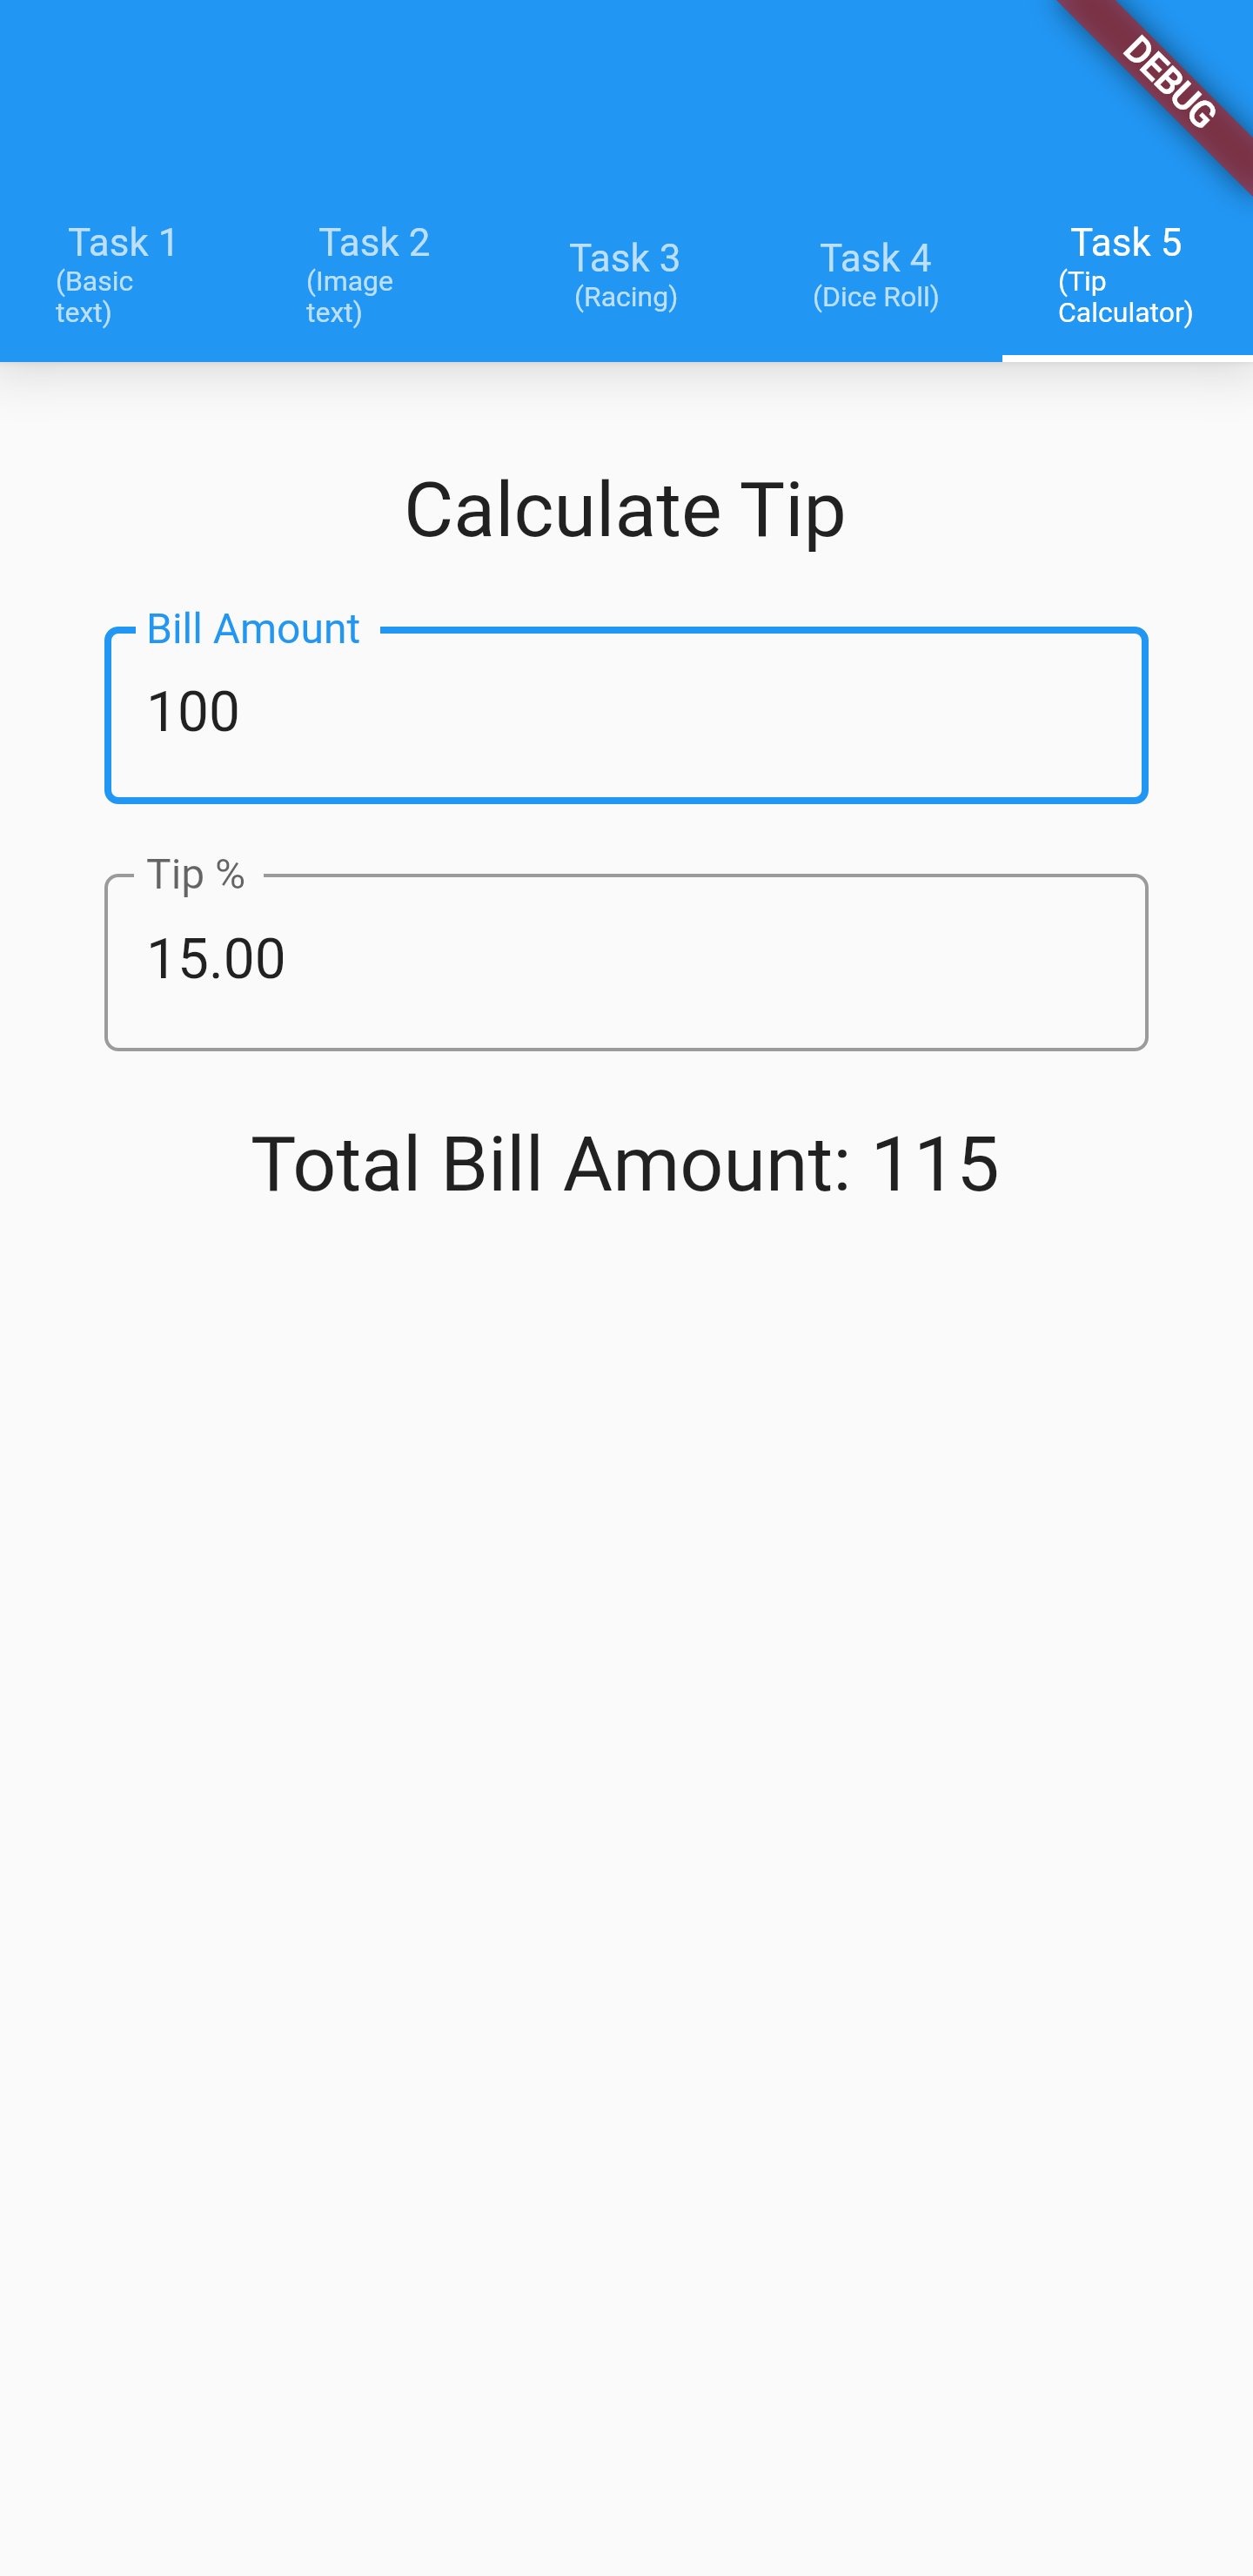 DEBUG
Task 1
(Basic
text)
Task 2
(Image
text)
Task 3
(Racing)
Task 4
(Dice Roll)
Task 5
(Tip
Calculator)
Calculate Tip
Bill Amount
100
Tip %
15.00
Total Bill Amount: 115